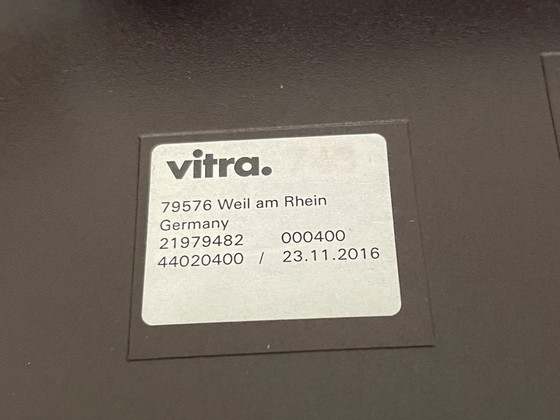 vitra.
79576 Weil am Rhein
Germany
21979482 000400
44020400 / 23.11.2016